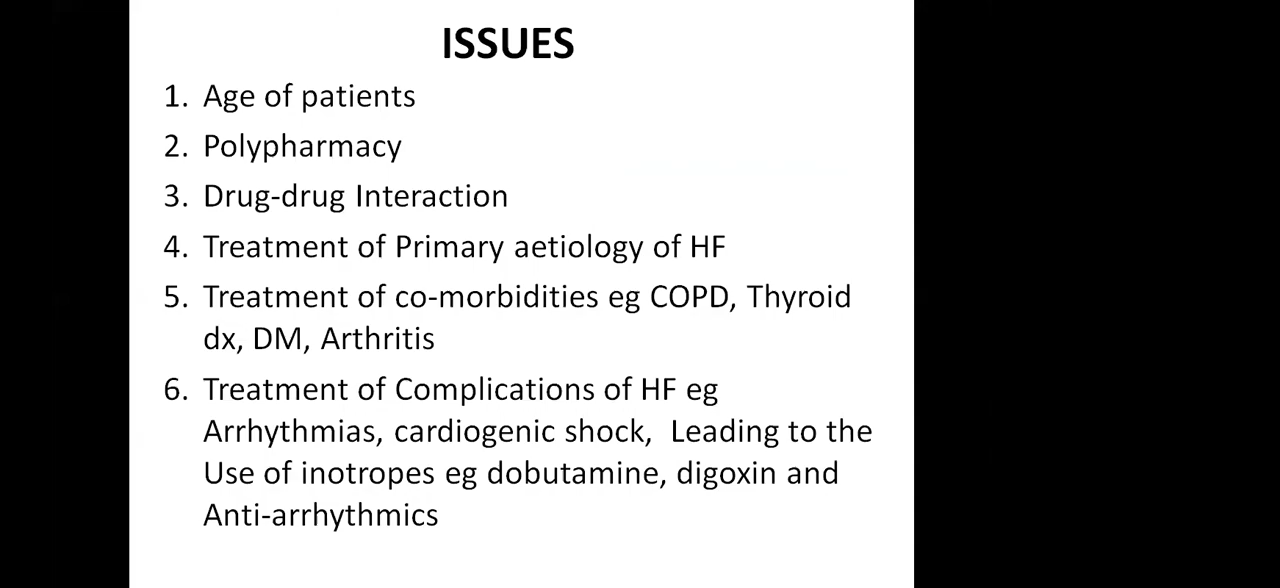 ISSUES
1. Age of patients
2. Polypharmacy
3. Drug-drug Interaction
4. Treatment of Primary aetiology of HF
5. Treatment of co-morbidities eg COPD, Thyroid
dx, DM, Arthritis
6. Treatment of Complications of HF eg
Arrhythmias, cardiogenic shock,  Leading to the
Use of inotropes eg dobutamine, digoxin and
Anti-arrhythmics